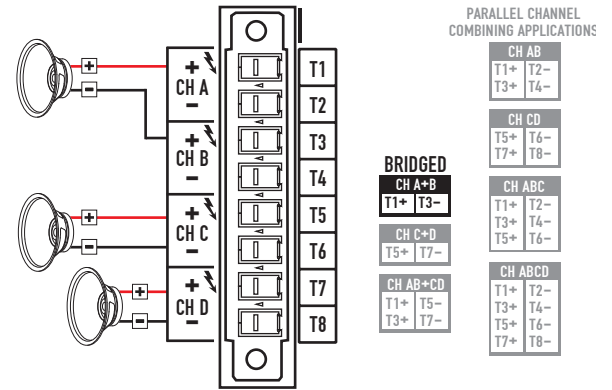 PARALLEL CHANNEL
COMBINING APPLICATIONS
+ -
+ CH A -
+ CH B -
+ -
+ CH C -
+ -
+ CH D -
T1
T2
T3
T4
T5
T6
T7
T8
BRIDGED
CH A+B
T1+ T3-
CH C+D
T5+ T7-
CH AB+CD
T1+ T5-
T3+ T7-
CH AB
T1+ T2-
T3+ T4-
CH CD
T5+ T6-
T7+ T8-
CH ABC
T1+ T2-
T3+ T4-
T5+ T6-
CH ABCD
T1+ T2-
T3+ T4-
T5+ T6-
T7+ T8-